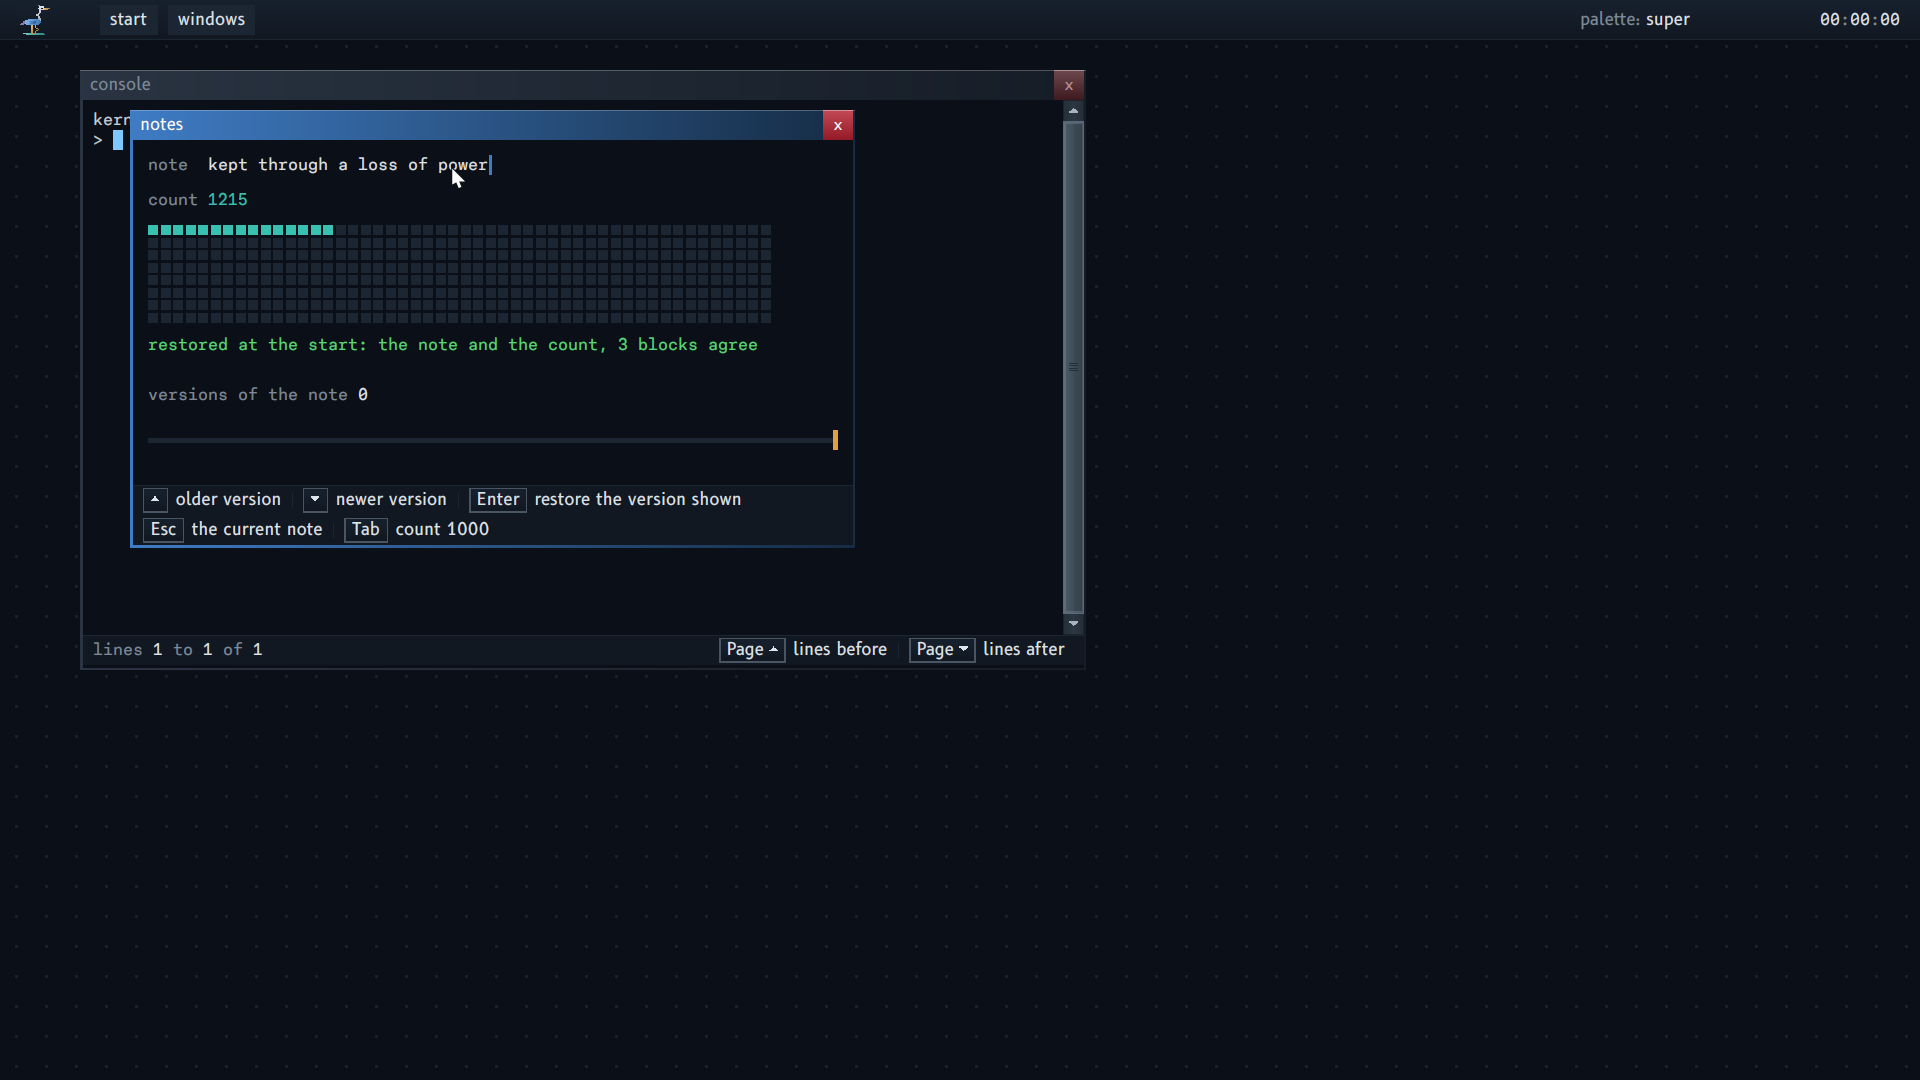 start windows palette: super 00:00:00
console x
kern
>
notes x
note kept through a loss of power
count 1215
restored at the start: the note and the count, 3 blocks agree
versions of the note 0
older version newer version Enter restore the version shown
Esc the current note Tab count 1000
lines 1 to 1 of 1 Page lines before Page lines after